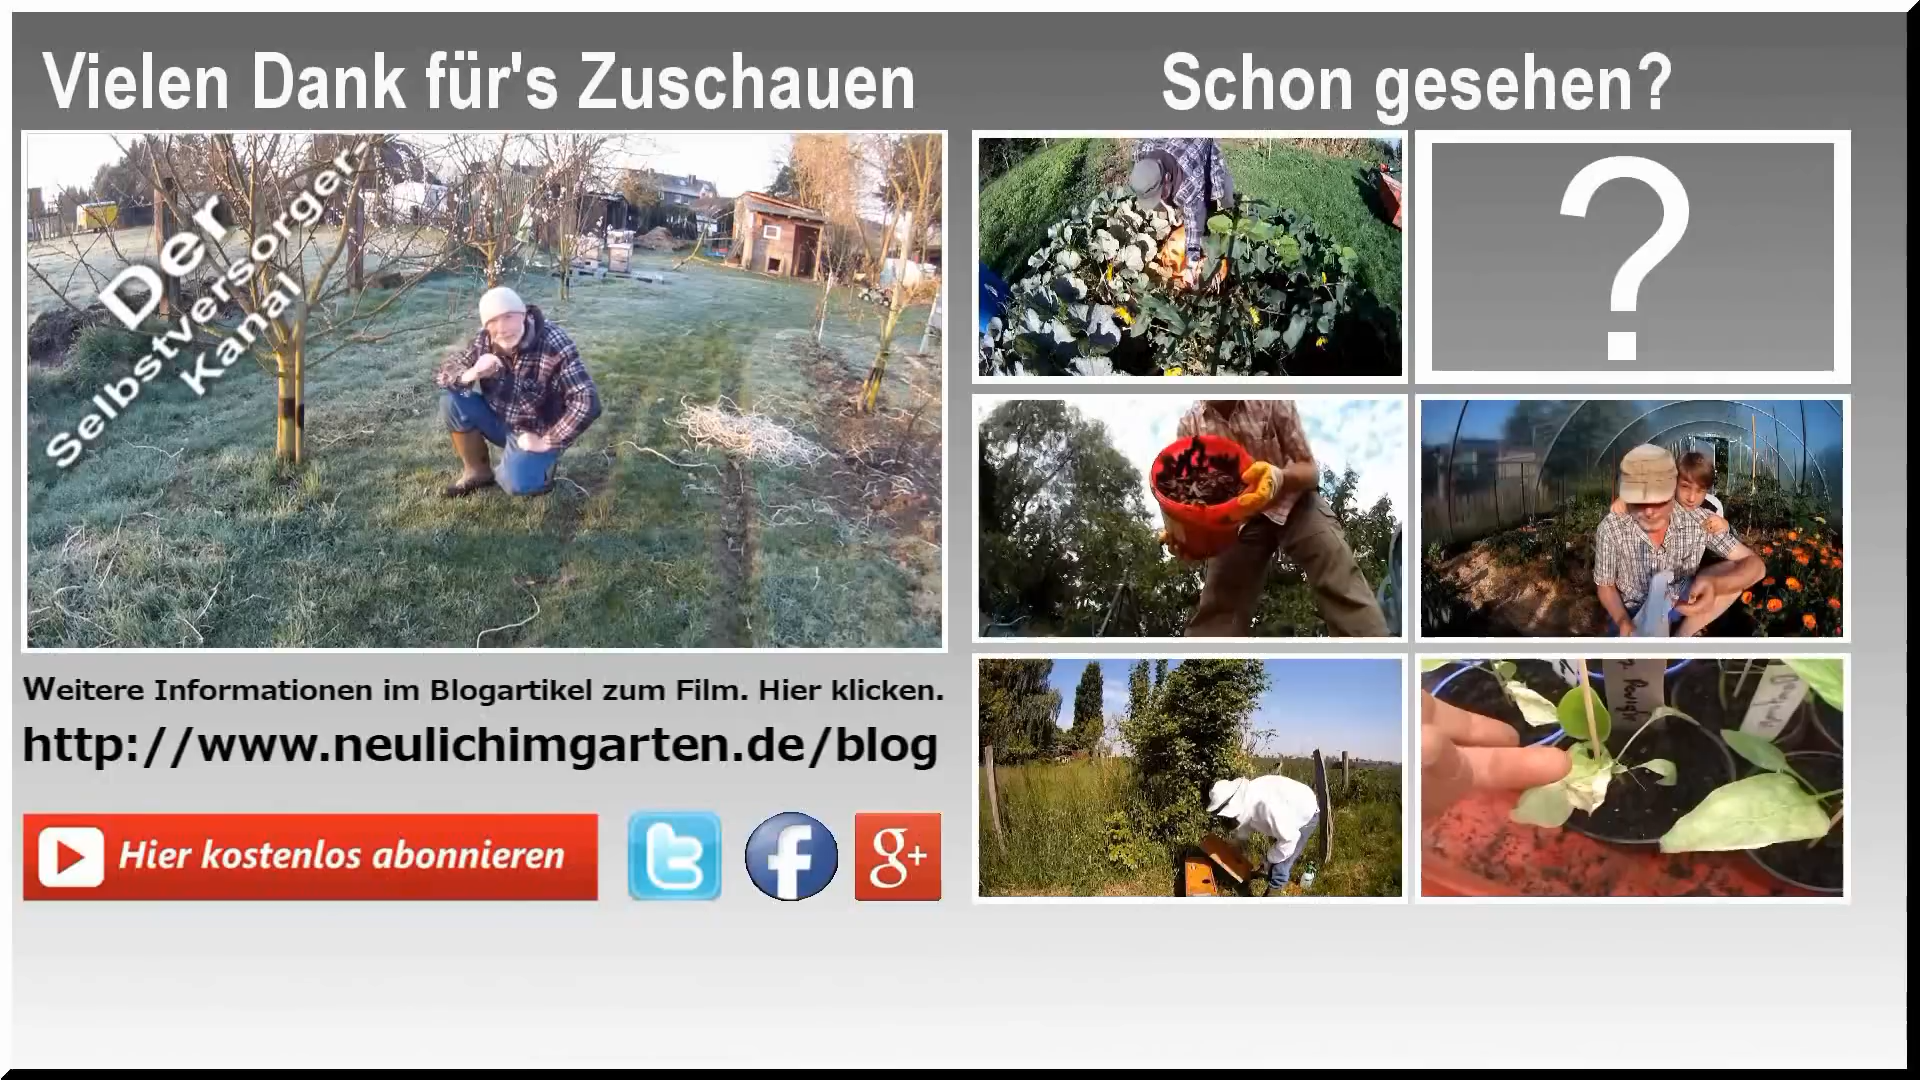 Vielen Dank für's Zuschauen
Schon gesehen?
Der
Selbstversorger-
Kanal
?
Weitere Informationen im Blogartikel zum Film. Hier klicken.
http://www.neulichimgarten.de/blog
Hier kostenlos abonnieren
t
f
g+